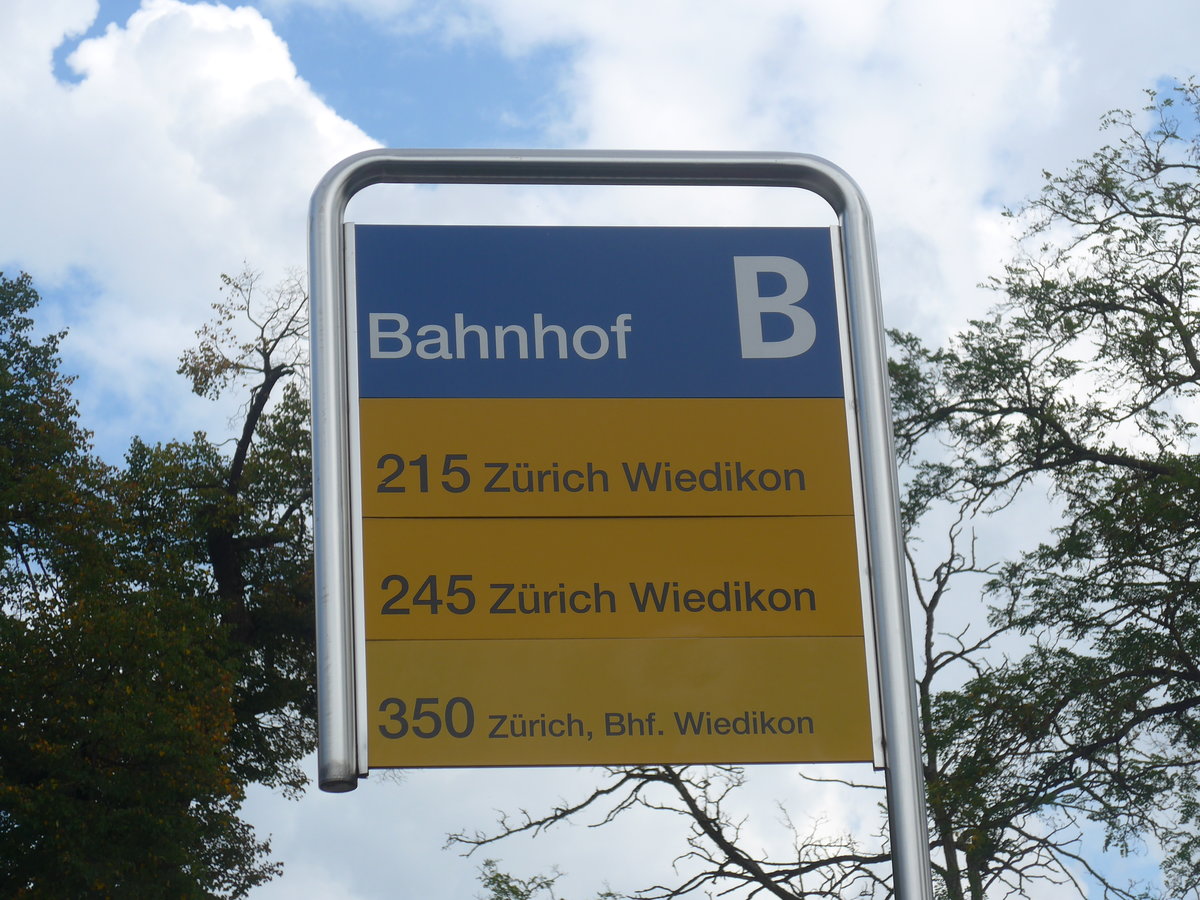 Bahnhof B
215 Zürich Wiedikon
245 Zürich Wiedikon
350 Zürich, Bhf. Wiedikon